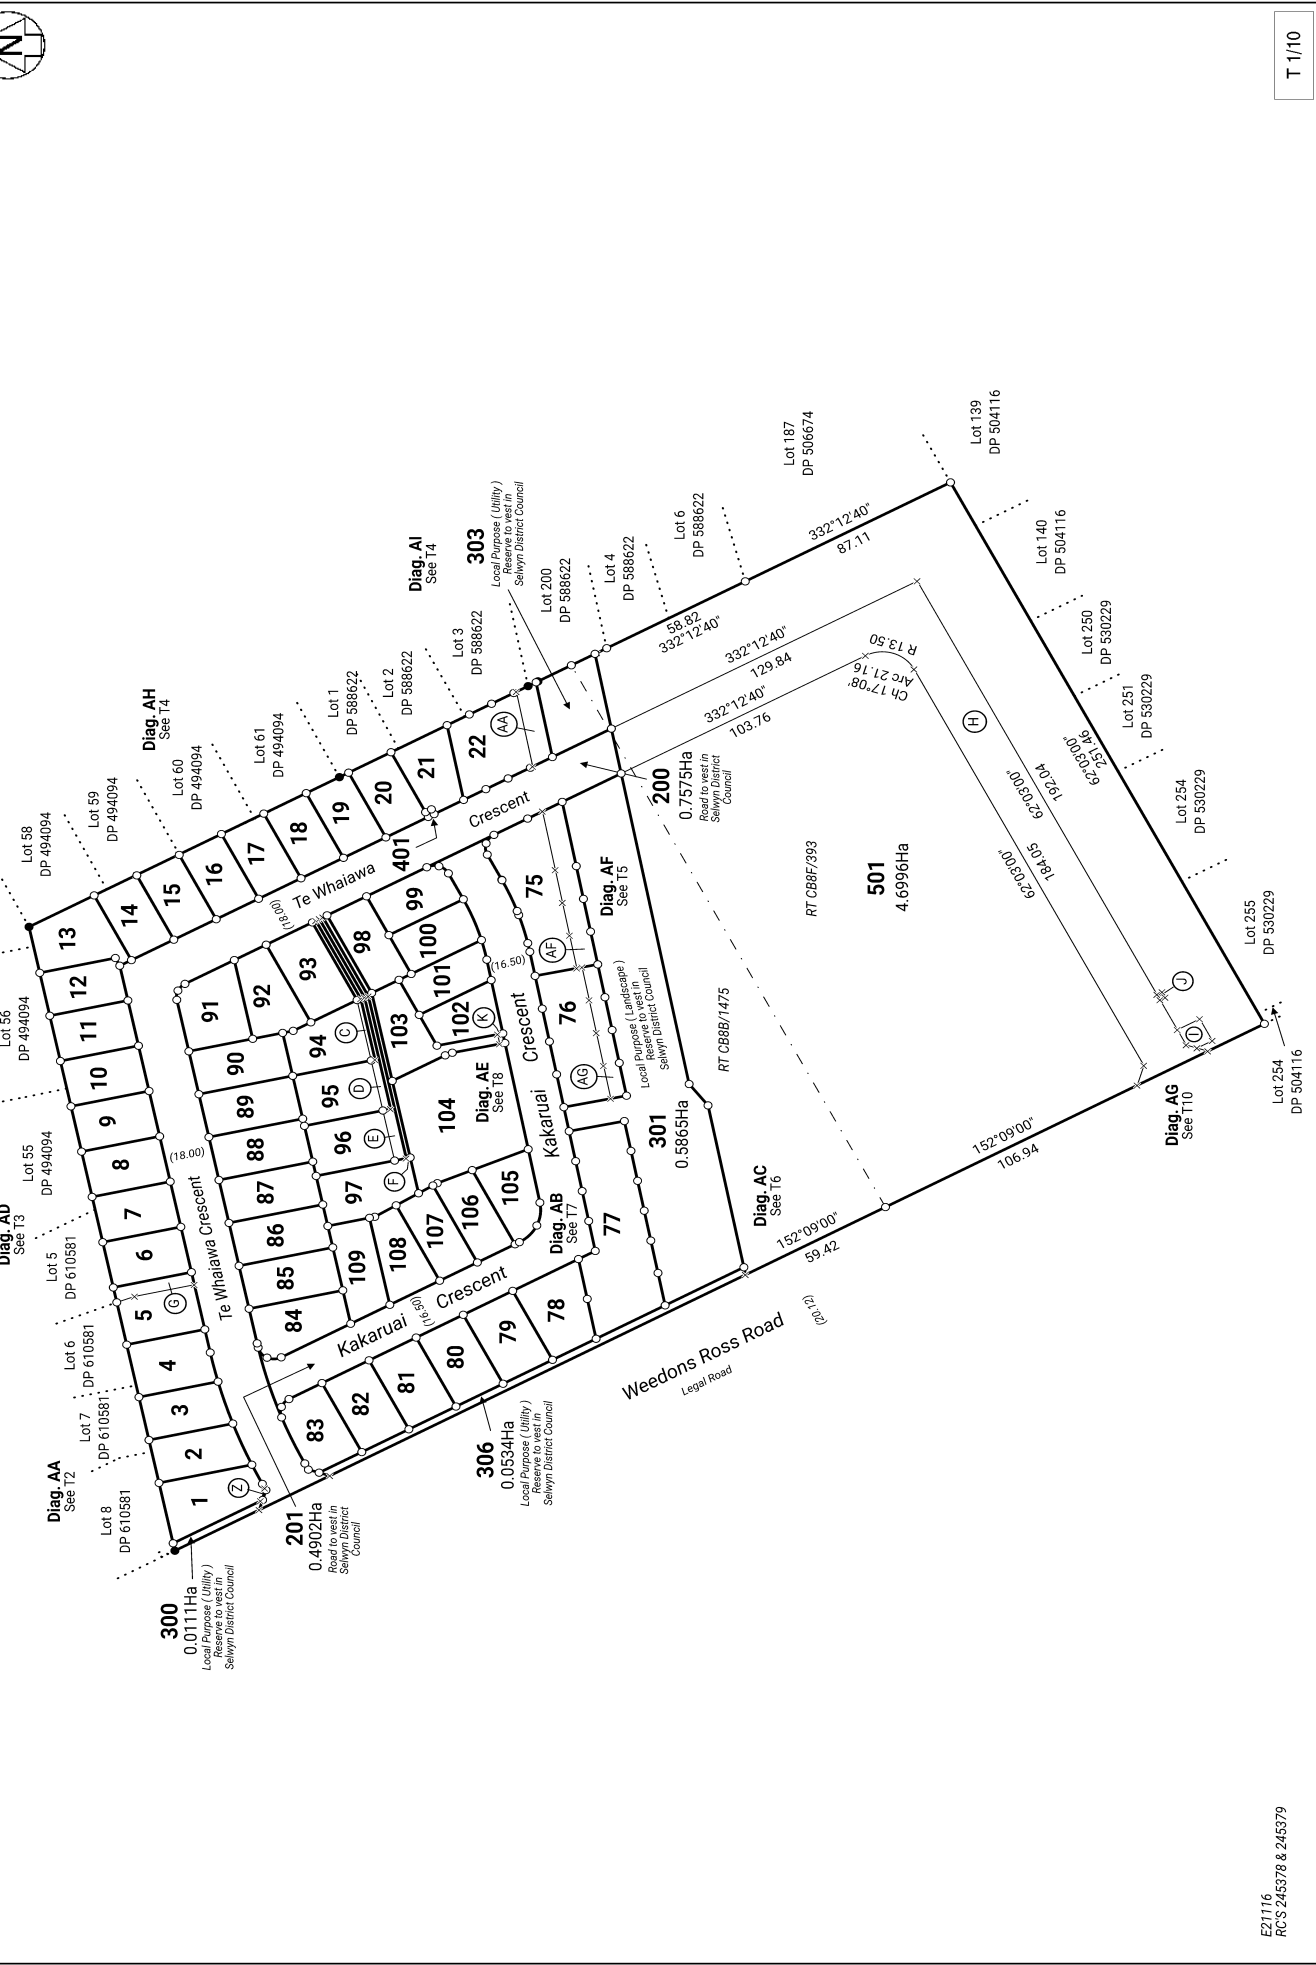 N
T 1/10
Lot 58
DP 494094
Lot 59
DP 494094
Lot 60
DP 494094
Lot 61
DP 494094
Lot 1
DP 588622
Lot 2
DP 588622
Lot 3
DP 588622
Lot 200
DP 588622
Lot 4
DP 588622
Lot 6
DP 588622
Lot 187
DP 506674
Lot 139
DP 504116
Lot 140
DP 504116
Lot 250
DP 530229
Lot 251
DP 530229
Lot 254
DP 530229
Lot 255
DP 530229
Lot 254
DP 504116
Lot 56
DP 494094
Lot 55
DP 494094
Lot 5
DP 610581
Lot 6
DP 610581
Lot 7
DP 610581
Lot 8
DP 610581
Diag. AH
See T4
Diag. AI
See T4
Diag. AD
See T3
Diag. AA
See T2
Diag. AF
See T5
Diag. AE
See T8
Diag. AB
See T7
Diag. AC
See T6
Diag. AG
See T10
303
Local Purpose ( Utility )
Reserve to vest in
Selwyn District Council
1
2
3
4
5
6
7
8
9
10
11
12
13
14
15
16
17
18
19
20
21
22
401
AA
G
Z
Te Whaiawa Crescent
(18.00)
Te Whaiawa
Crescent
(18.00)
84
85
86
87
88
89
90
91
92
93
94
95
96
97
98
99
100
101
102
103
104
105
106
107
108
109
C
D
E
F
K
Kakaruai
Crescent
(16.50)
Kakaruai
Crescent
(16.50)
75
76
77
78
79
80
81
82
83
AF
AG
Local Purpose ( Landscape )
Reserve to vest in
Selwyn District Council
301
0.5865Ha
200
0.7575Ha
Road to vest in
Selwyn District
Council
201
0.4902Ha
Road to vest in
Selwyn District
Council
300
0.0111Ha
Local Purpose ( Utility )
Reserve to vest in
Selwyn District Council
306
0.0534Ha
Local Purpose ( Utility )
Reserve to vest in
Selwyn District Council
Weedons Ross Road
Legal Road
(20.12)
RT CB8F/393
RT CB8B/1475
501
4.6996Ha
58.82
332°12'40"
332°12'40"
87.11
332°12'40"
129.84
332°12'40"
103.76
R 13.50
Arc 21.16
Ch 17°08'
H
I
J
62°03'00"
251.46
62°03'00"
192.04
62°03'00"
184.05
152°09'00"
106.94
152°09'00"
59.42
E21116
RC'S 245378 & 245379